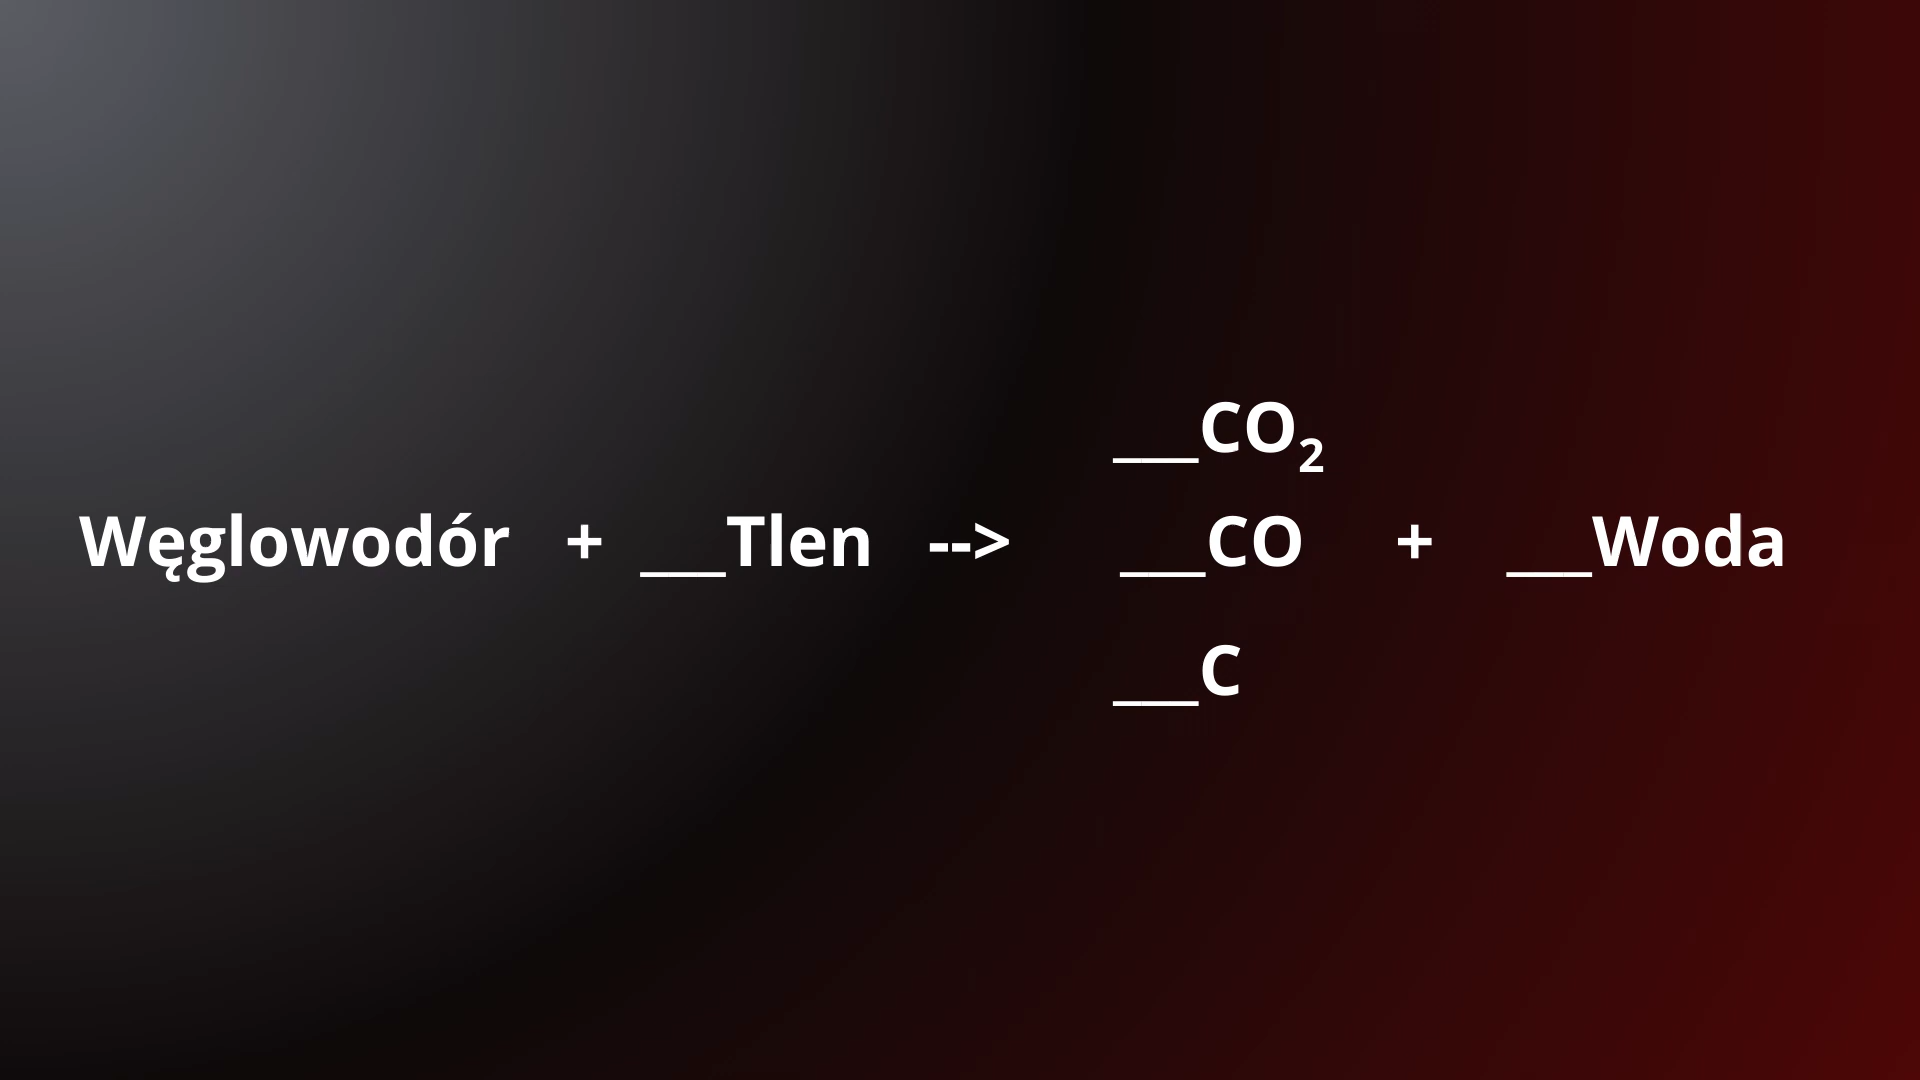 ___CO₂
Węglowodór + ___Tlen --> ___CO + ___Woda
___C